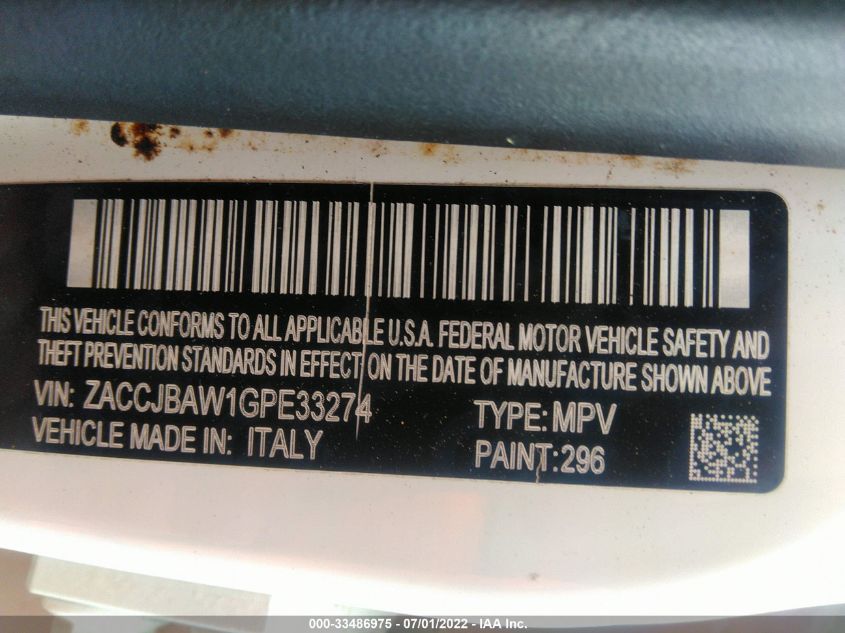 THIS VEHICLE CONFORMS TO ALL APPLICABLE U.S.A. FEDERAL MOTOR VEHICLE SAFETY AND
THEFT PREVENTION STANDARDS IN EFFECT ON THE DATE OF MANUFACTURE SHOWN ABOVE
VIN: ZACCJBAW1GPE33274 TYPE: MPV
VEHICLE MADE IN: ITALY PAINT: 296
000-33486975 / 07/01/2022 - IAA Inc.